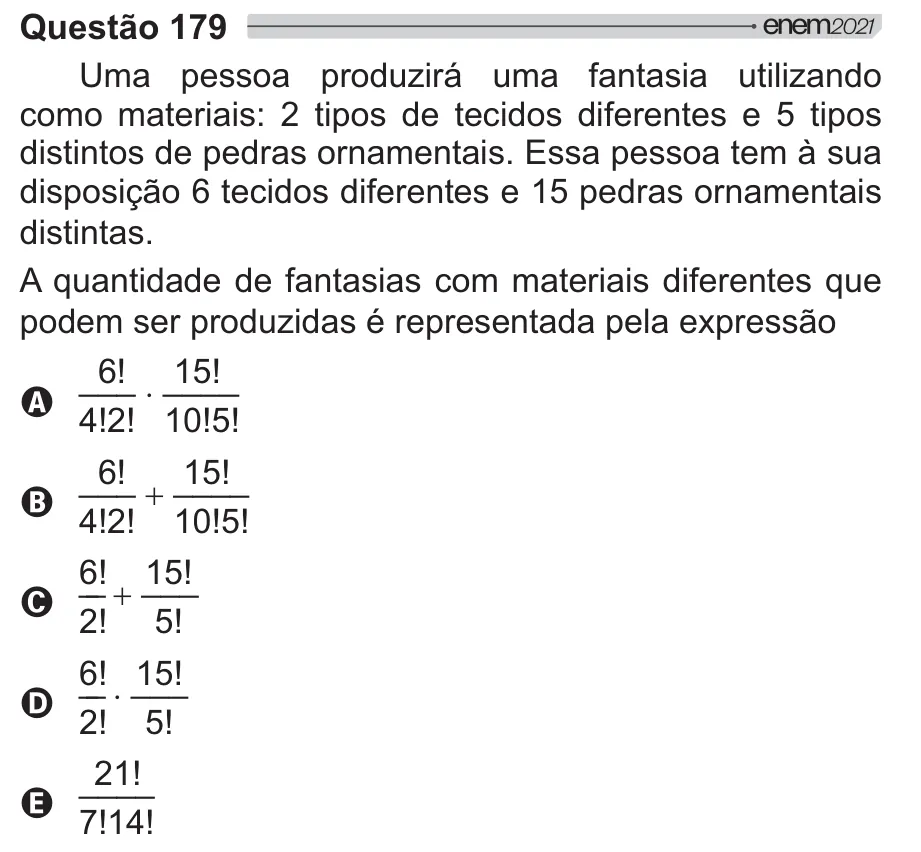 Questão 179 enem2021
Uma pessoa produzirá uma fantasia utilizando
como materiais: 2 tipos de tecidos diferentes e 5 tipos
distintos de pedras ornamentais. Essa pessoa tem à sua
disposição 6 tecidos diferentes e 15 pedras ornamentais
distintas.
A quantidade de fantasias com materiais diferentes que
podem ser produzidas é representada pela expressão
A 6!/4!2! · 15!/10!5!
B 6!/4!2! + 15!/10!5!
C 6!/2! + 15!/5!
D 6!/2! · 15!/5!
E 21!/7!14!